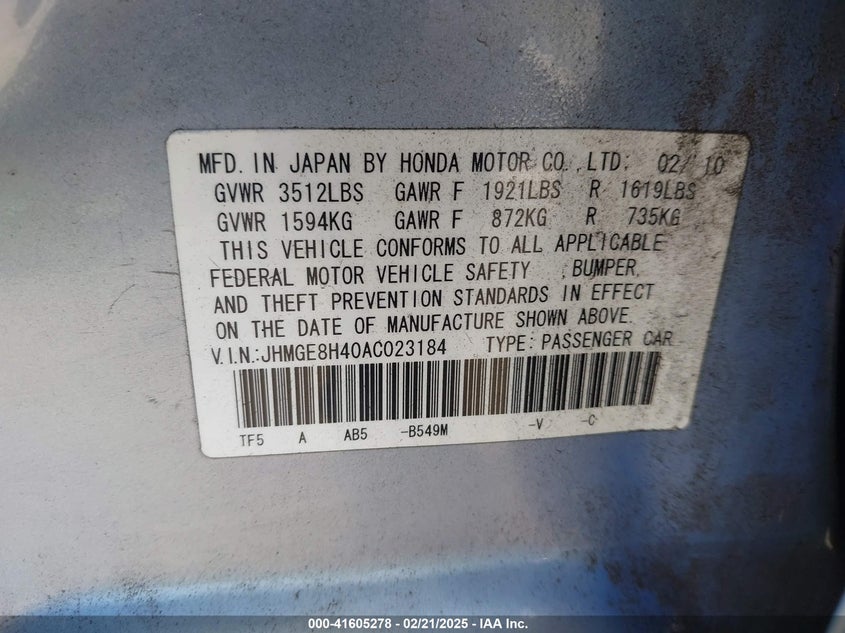 MFD. IN JAPAN BY HONDA MOTOR CO., LTD. 02/10
GVWR 3512LBS GAWR F 1921LBS R 1619LBS
GVWR 1594KG GAWR F 872KG R 735KG
THIS VEHICLE CONFORMS TO ALL APPLICABLE
FEDERAL MOTOR VEHICLE SAFETY , BUMPER,
AND THEFT PREVENTION STANDARDS IN EFFECT
ON THE DATE OF MANUFACTURE SHOWN ABOVE.
V.I.N.:JHMGE8H40AC023184 TYPE: PASSENGER CAR
TF5 A AB5 -B549M -V -C
000-41605278 - 02/21/2025 - IAA Inc.